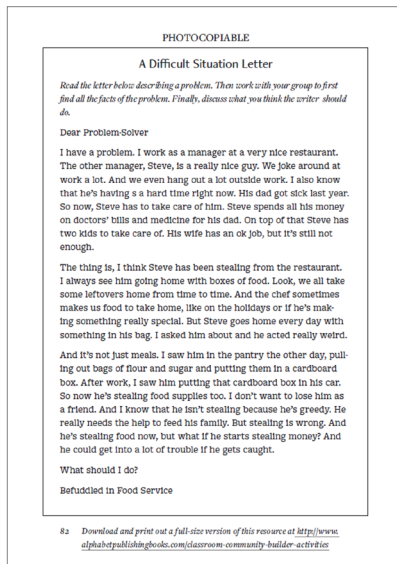 PHOTOCOPIABLE
A Difficult Situation Letter
Read the letter below describing a problem. Then work with your group to first
find all the facts of the problem. Finally, discuss what you think the writer should
do.
Dear Problem-Solver
I have a problem. I work as a manager at a very nice restaurant.
The other manager, Steve, is a really nice guy. We joke around at
work a lot. And we even hang out a lot outside work. I also know
that he's having s a hard time right now. His dad got sick last year.
So now, Steve has to take care of him. Steve spends all his money
on doctors' bills and medicine for his dad. On top of that Steve has
two kids to take care of. His wife has an ok job, but it's still not
enough.
The thing is, I think Steve has been stealing from the restaurant.
I always see him going home with boxes of food. Look, we all take
some leftovers home from time to time. And the chef sometimes
makes us food to take home, like on the holidays or if he's mak-
ing something really special. But Steve goes home every day with
something in his bag. I asked him about and he acted really weird.
And it's not just meals. I saw him in the pantry the other day, pull-
ing out bags of flour and sugar and putting them in a cardboard
box. After work, I saw him putting that cardboard box in his car.
So now he's stealing food supplies too. I don't want to lose him as
a friend. And I know that he isn't stealing because he's greedy. He
really needs the help to feed his family. But stealing is wrong. And
he's stealing food now, but what if he starts stealing money? And
he could get into a lot of trouble if he gets caught.
What should I do?
Befuddled in Food Service
82 Download and print out a full-size version of this resource at http://www.
alphabetpublishingbooks.com/classroom-community-builder-activities